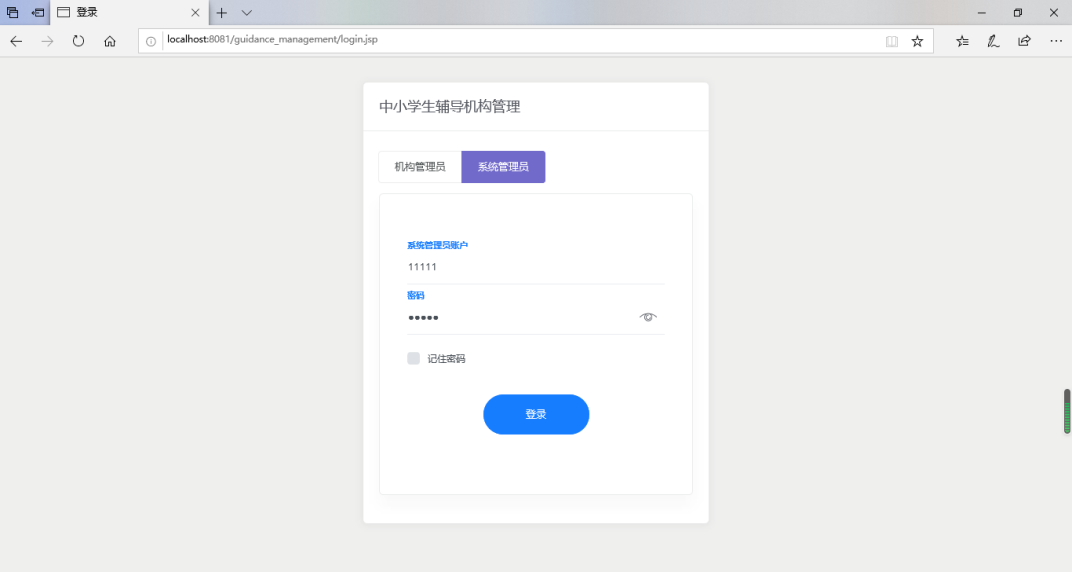 登录
localhost:8081/guidance_management/login.jsp
中小学生辅导机构管理
机构管理员 系统管理员
系统管理员账户
11111
密码
•••••
记住密码
登录